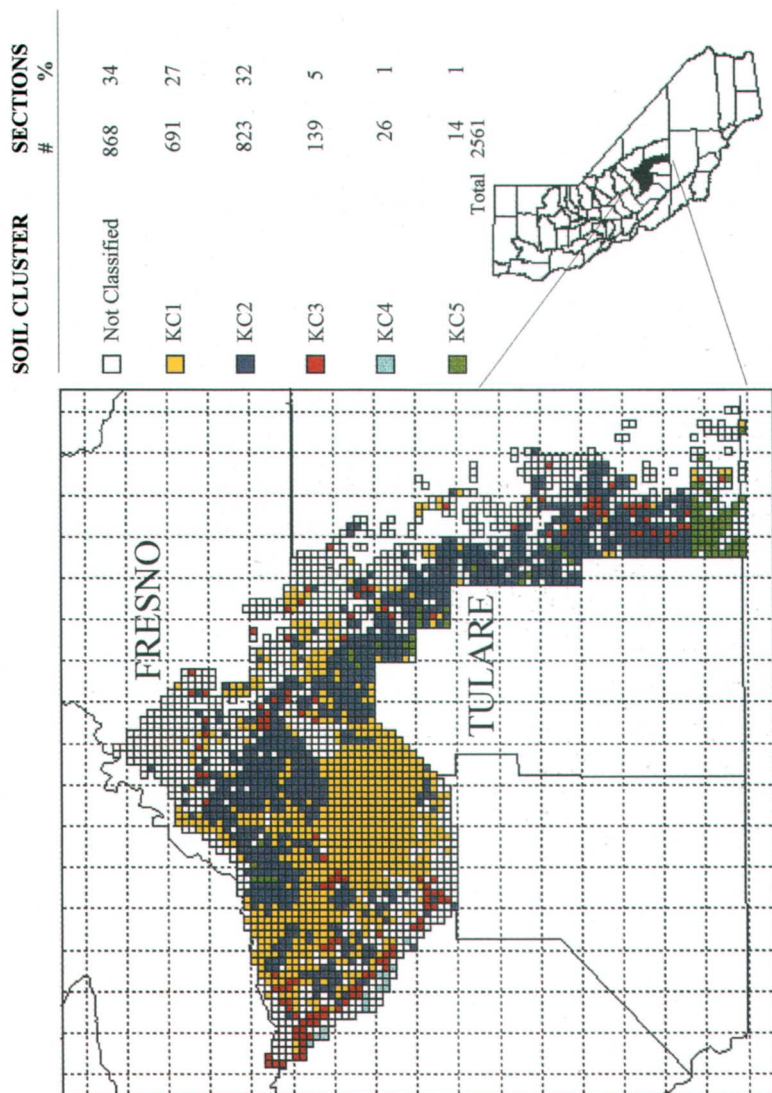 SOIL CLUSTER SECTIONS
# %
Not Classified 868 34
KC1 691 27
KC2 823 32
KC3 139 5
KC4 26 1
KC5 14 1
Total 2561
FRESNO
TULARE